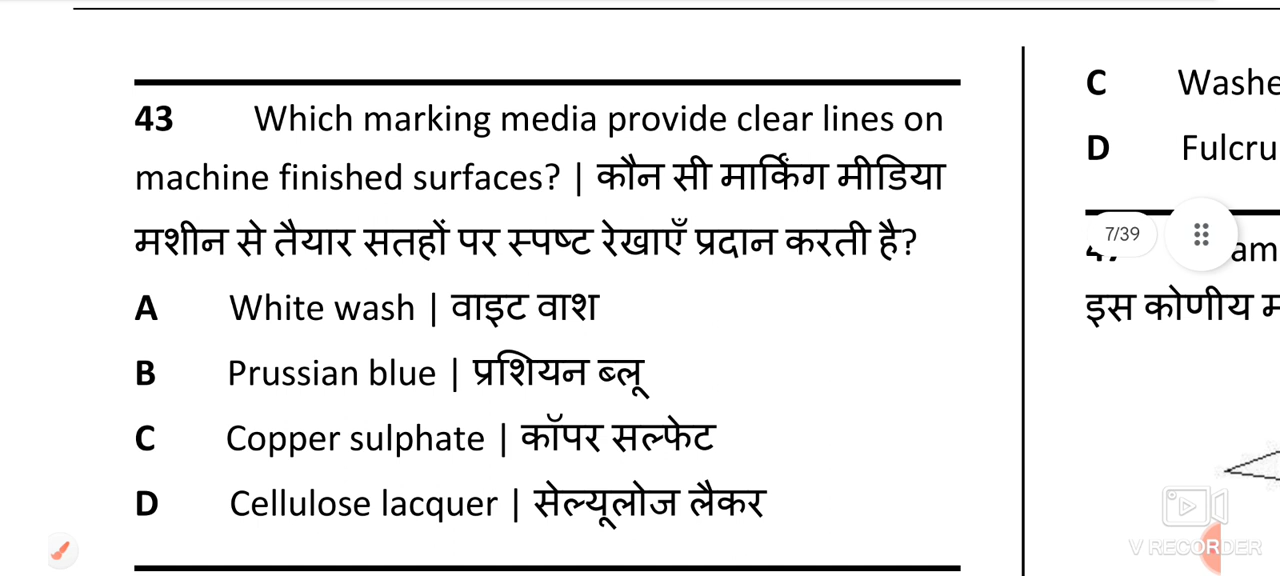 43 Which marking media provide clear lines on
machine finished surfaces? | कौन सी मार्किंग मीडिया
मशीन से तैयार सतहों पर स्पष्ट रेखाएँ प्रदान करती है?
A White wash | वाइट वाश
B Prussian blue | प्रशियन ब्लू
C Copper sulphate | कॉपर सल्फेट
D Cellulose lacquer | सेल्यूलोज लैकर
C Washe
D Fulcru
7/39
am
इस कोणीय म
V RECORDER